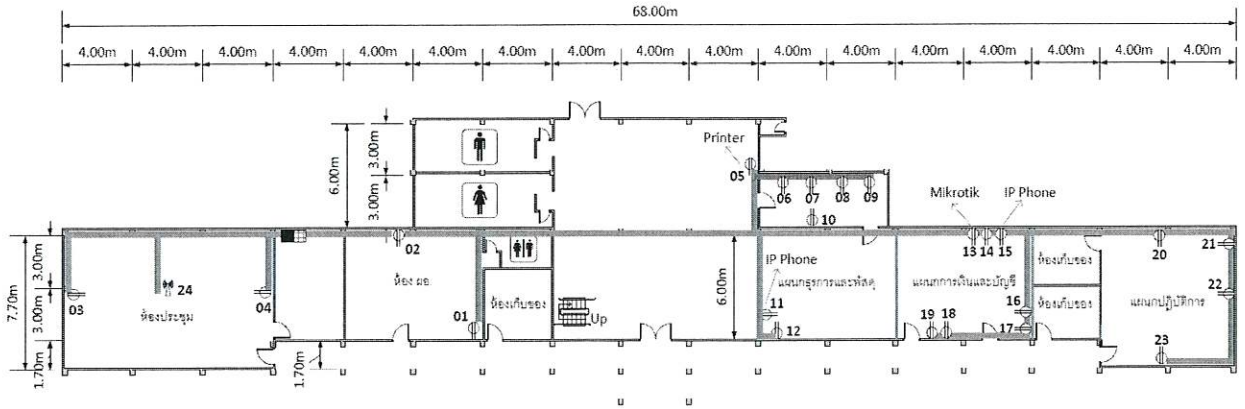 68.00m
4.00m 4.00m 4.00m 4.00m 4.00m 4.00m 4.00m 4.00m 4.00m 4.00m 4.00m 4.00m 4.00m 4.00m 4.00m 4.00m 4.00m
6.00m
3.00m
3.00m
Printer
05
06 07 08 09
10
Mikrotik
IP Phone
7.70m
3.00m
3.00m
1.70m
1.70m
03
24
ห้องประชุม
04
02
ห้อง ผอ
01
ห้องเก็บของ
Up
6.00m
IP Phone
แผนกธุรการและพัสดุ
11
12
13 14 15
แผนกการเงินและบัญชี
16
17
19 18
ห้องเก็บของ
ห้องเก็บของ
20
21
22
แผนกปฏิบัติการ
23